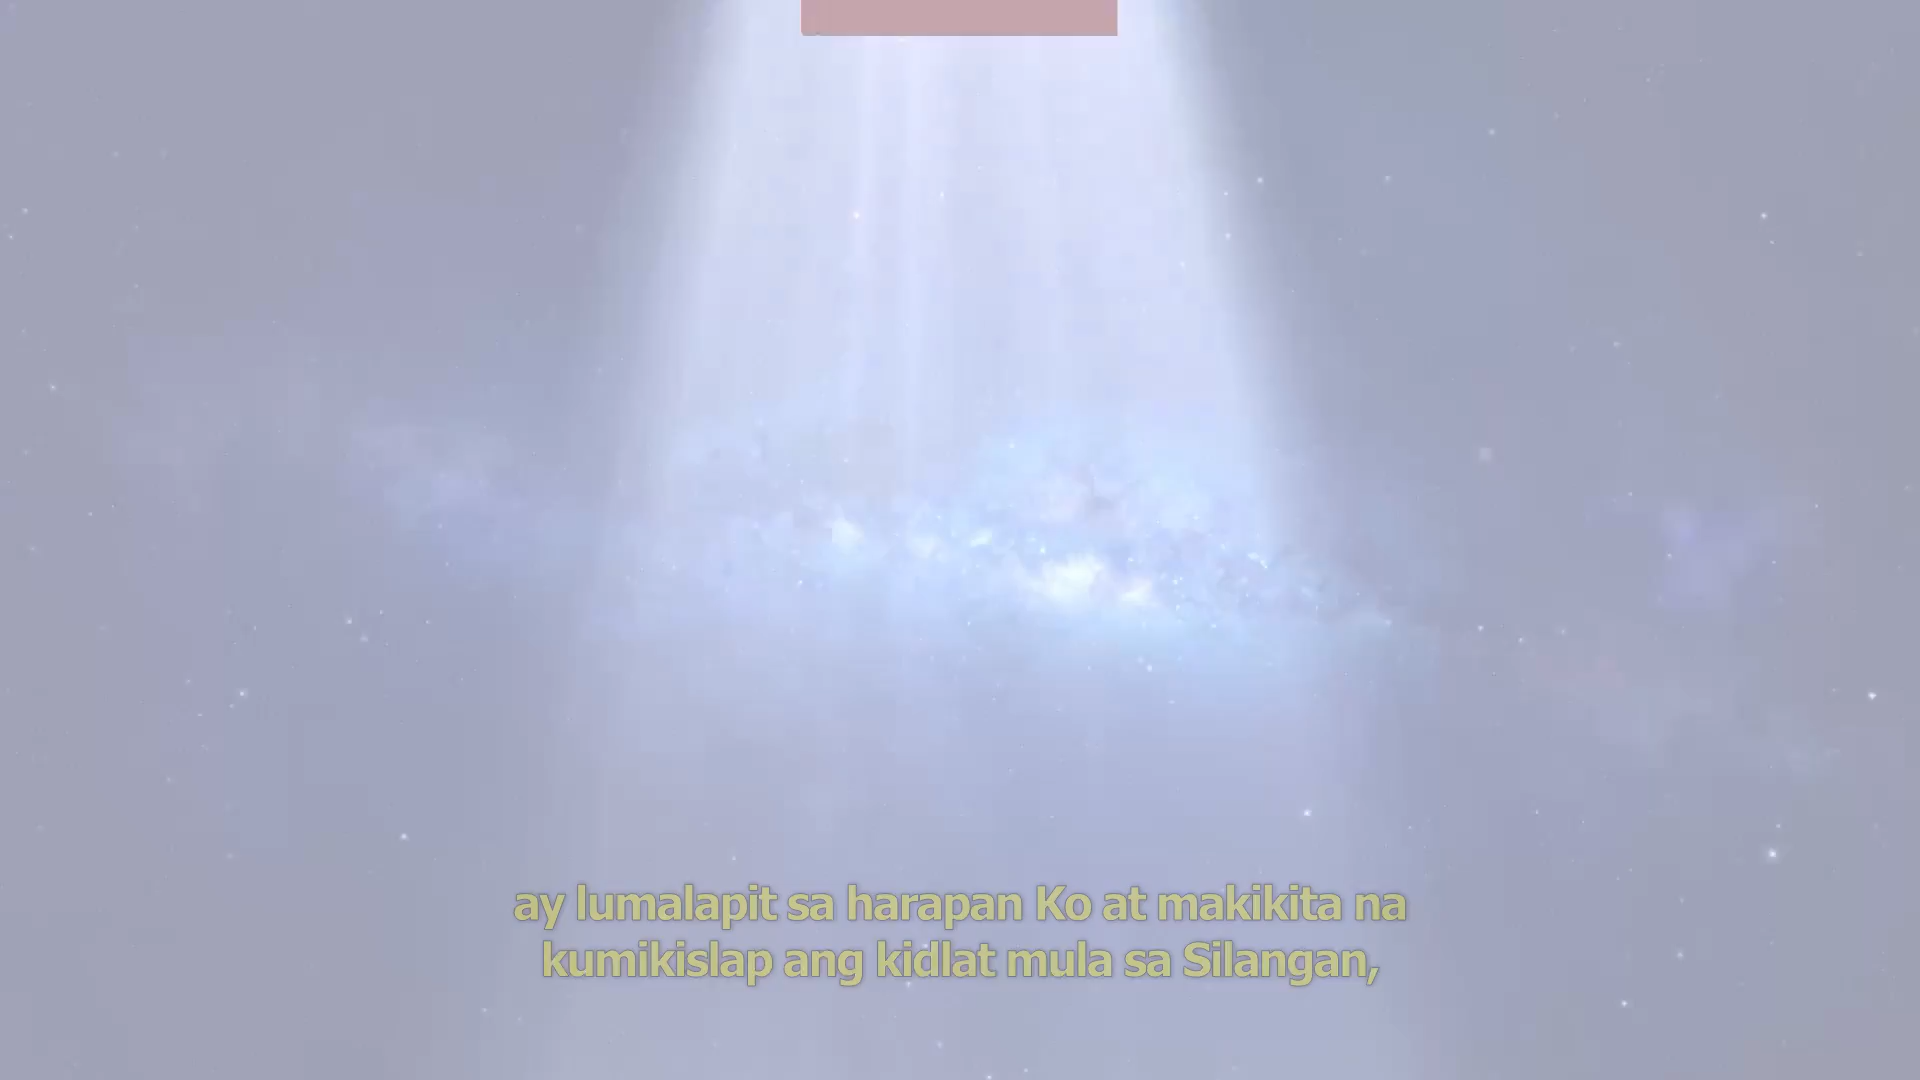 ay lumalapit sa harapan Ko at makikita na
kumikislap ang kidlat mula sa Silangan,